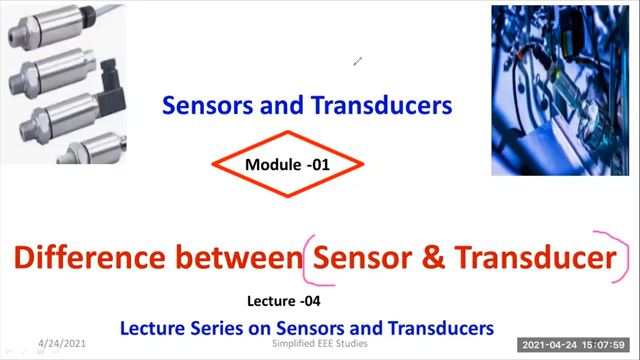 Sensors and Transducers
Module -01
Difference between Sensor & Transducer
Lecture -04
Lecture Series on Sensors and Transducers
4/24/2021
Simplified EEE Studies
2021-04-24 15:07:59